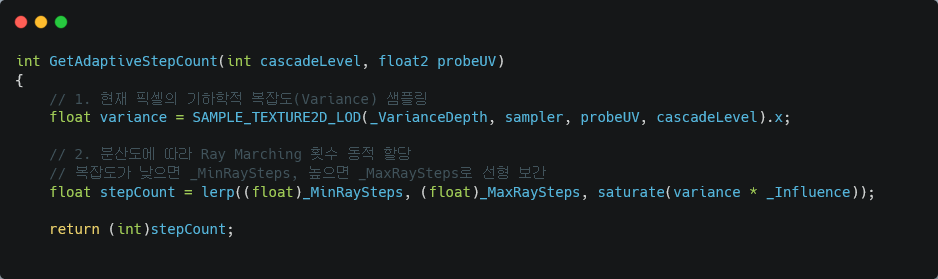 int GetAdaptiveStepCount(int cascadeLevel, float2 probeUV)
{
    // 1. 현재 픽셀의 기하학적 복잡도(Variance) 샘플링
    float variance = SAMPLE_TEXTURE2D_LOD(_VarianceDepth, sampler, probeUV, cascadeLevel).x;

    // 2. 분산도에 따라 Ray Marching 횟수 동적 할당
    // 복잡도가 낮으면 _MinRaySteps, 높으면 _MaxRaySteps로 선형 보간
    float stepCount = lerp((float)_MinRaySteps, (float)_MaxRaySteps, saturate(variance * _Influence));

    return (int)stepCount;